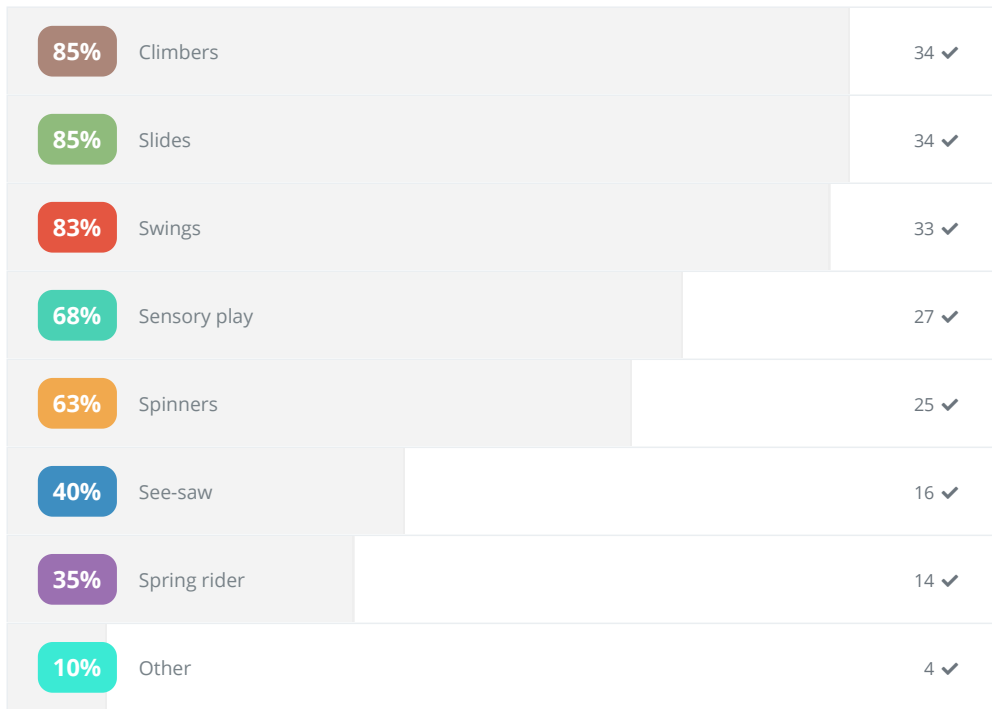 85% Climbers 34
85% Slides 34
83% Swings 33
68% Sensory play 27
63% Spinners 25
40% See-saw 16
35% Spring rider 14
10% Other 4